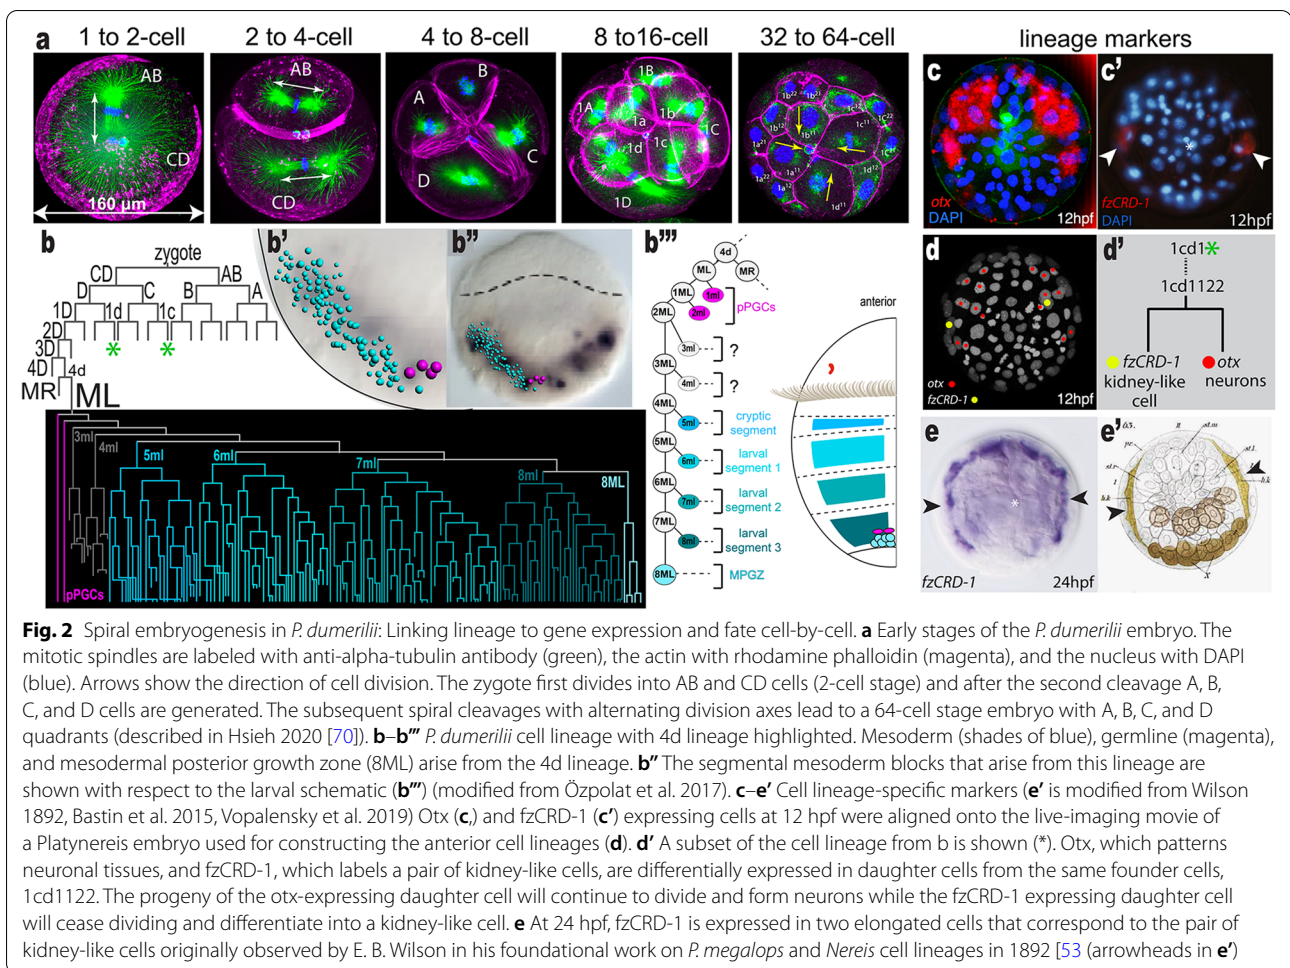 a 1 to 2-cell 2 to 4-cell 4 to 8-cell 8 to16-cell 32 to 64-cell lineage markers
AB
CD
160 µm
AB
CD
A
B
C
D
1A
1B
1a
1b
1C
1d
1c
1D
1b²² 1b²¹
1c¹² 1c²²
1b¹² 1c¹¹
1b¹¹
1a²¹ 1c²¹
1a¹¹ 1d¹²
1a²² 1a¹²
1d¹¹
c
otx
DAPI
12hpf
c'
fzCRD-1
DAPI
*
12hpf
b
zygote
CD AB
D C B A
1D 1d 1c
2D
* *
3D
4D 4d
MR ML
3ml
4ml
5ml
6ml
7ml
8ml
8ML
pPGCs
b'
b''
b'''
4d
ML MR
1ML 1ml
2ml pPGCs
2ML
3ml ?
3ML
4ml ?
4ML
5ml cryptic
segment
5ML
6ml larval
segment 1
6ML
7ml larval
segment 2
7ML
8ml larval
segment 3
8ML MPGZ
anterior
d
otx
fzCRD-1
12hpf
d'
1cd1*
1cd1122
fzCRD-1 otx
kidney-like neurons
cell
e
*
fzCRD-1 24hpf
e'
st.m
pr.
st.l.
h.k
h.k
x
Fig. 2 Spiral embryogenesis in P. dumerilii: Linking lineage to gene expression and fate cell-by-cell. a Early stages of the P. dumerilii embryo. The
mitotic spindles are labeled with anti-alpha-tubulin antibody (green), the actin with rhodamine phalloidin (magenta), and the nucleus with DAPI
(blue). Arrows show the direction of cell division. The zygote first divides into AB and CD cells (2-cell stage) and after the second cleavage A, B,
C, and D cells are generated. The subsequent spiral cleavages with alternating division axes lead to a 64-cell stage embryo with A, B, C, and D
quadrants (described in Hsieh 2020 [70]). b–b''' P. dumerilii cell lineage with 4d lineage highlighted. Mesoderm (shades of blue), germline (magenta),
and mesodermal posterior growth zone (8ML) arise from the 4d lineage. b'' The segmental mesoderm blocks that arise from this lineage are
shown with respect to the larval schematic (b''') (modified from Özpolat et al. 2017). c–e' Cell lineage-specific markers (e' is modified from Wilson
1892, Bastin et al. 2015, Vopalensky et al. 2019) Otx (c,) and fzCRD-1 (c') expressing cells at 12 hpf were aligned onto the live-imaging movie of
a Platynereis embryo used for constructing the anterior cell lineages (d). d' A subset of the cell lineage from b is shown (*). Otx, which patterns
neuronal tissues, and fzCRD-1, which labels a pair of kidney-like cells, are differentially expressed in daughter cells from the same founder cells,
1cd1122. The progeny of the otx-expressing daughter cell will continue to divide and form neurons while the fzCRD-1 expressing daughter cell
will cease dividing and differentiate into a kidney-like cell. e At 24 hpf, fzCRD-1 is expressed in two elongated cells that correspond to the pair of
kidney-like cells originally observed by E. B. Wilson in his foundational work on P. megalops and Nereis cell lineages in 1892 [53 (arrowheads in e')